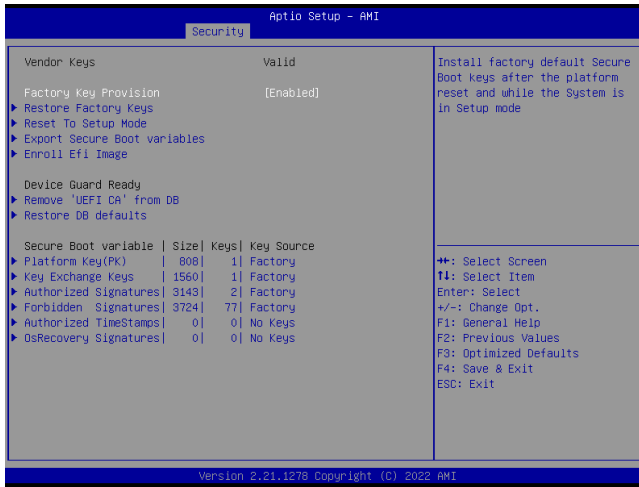 Aptio Setup - AMI
Security
Vendor Keys Valid
Factory Key Provision [Enabled]
Restore Factory Keys
Reset To Setup Mode
Export Secure Boot variables
Enroll Efi Image
Device Guard Ready
Remove 'UEFI CA' from DB
Restore DB defaults
Secure Boot variable | Size| Keys| Key Source
Platform Key(PK) | 808| 1| Factory
Key Exchange Keys | 1560| 1| Factory
Authorized Signatures| 3143| 2| Factory
Forbidden Signatures| 3724| 77| Factory
Authorized TimeStamps| 0| 0| No Keys
OsRecovery Signatures| 0| 0| No Keys
Install factory default Secure
Boot keys after the platform
reset and while the System is
in Setup mode
→←: Select Screen
↑↓: Select Item
Enter: Select
+/-: Change Opt.
F1: General Help
F2: Previous Values
F3: Optimized Defaults
F4: Save & Exit
ESC: Exit
Version 2.21.1278 Copyright (C) 2022 AMI